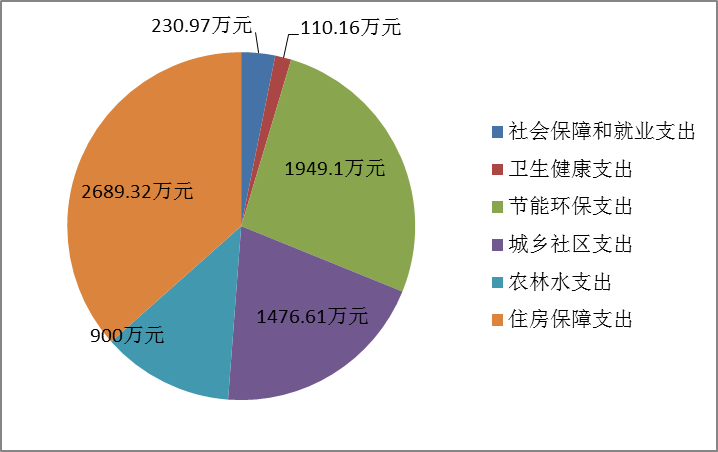 230.97万元
110.16万元
1949.1万元
1476.61万元
900万元
2689.32万元
社会保障和就业支出
卫生健康支出
节能环保支出
城乡社区支出
农林水支出
住房保障支出